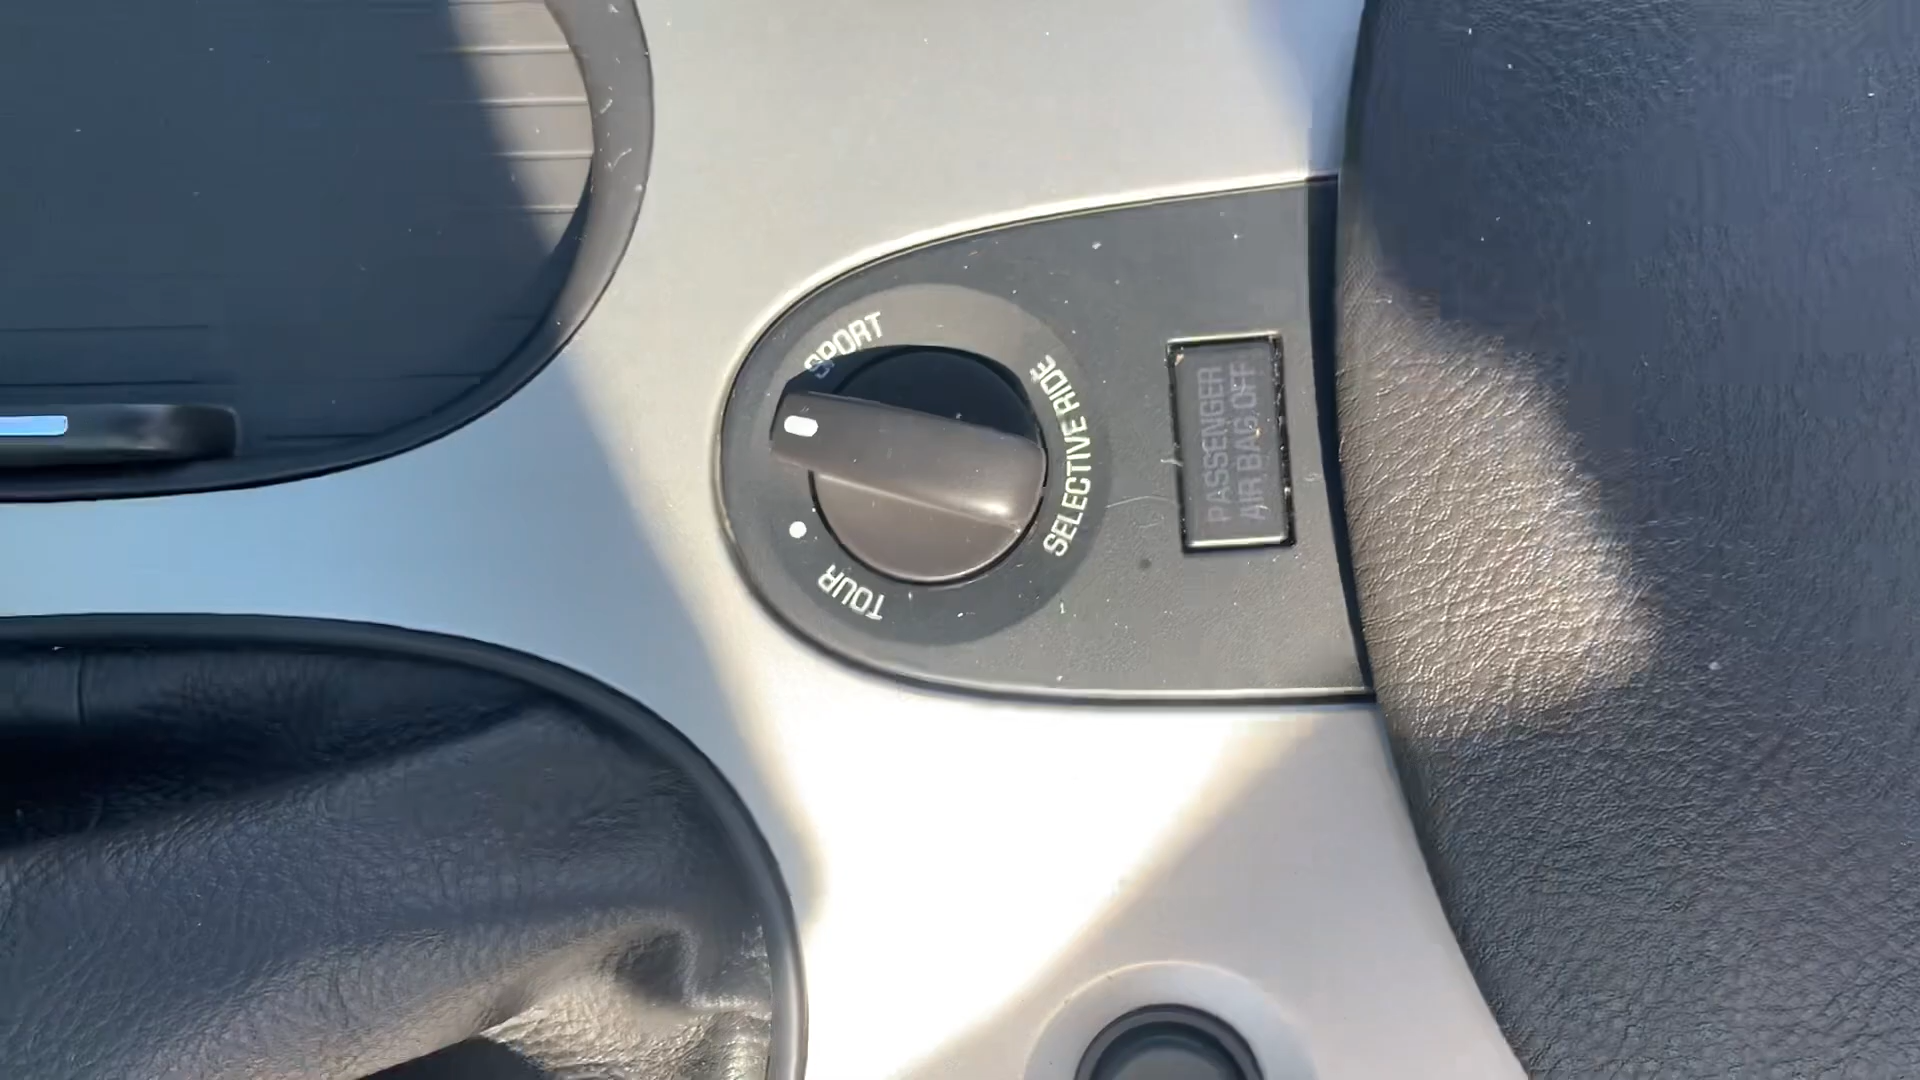 SPORT
SELECTIVE RIDE
TOUR
PASSENGER
AIR BAG OFF